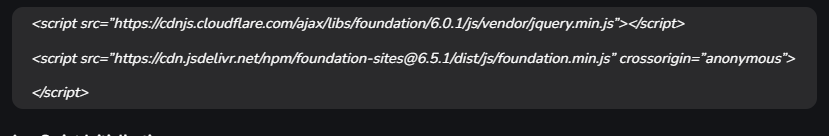 <script src="https://cdnjs.cloudflare.com/ajax/libs/foundation/6.0.1/js/vendor/jquery.min.js"></script>
<script src="https://cdn.jsdelivr.net/npm/foundation-sites@6.5.1/dist/js/foundation.min.js" crossorigin="anonymous">
</script>